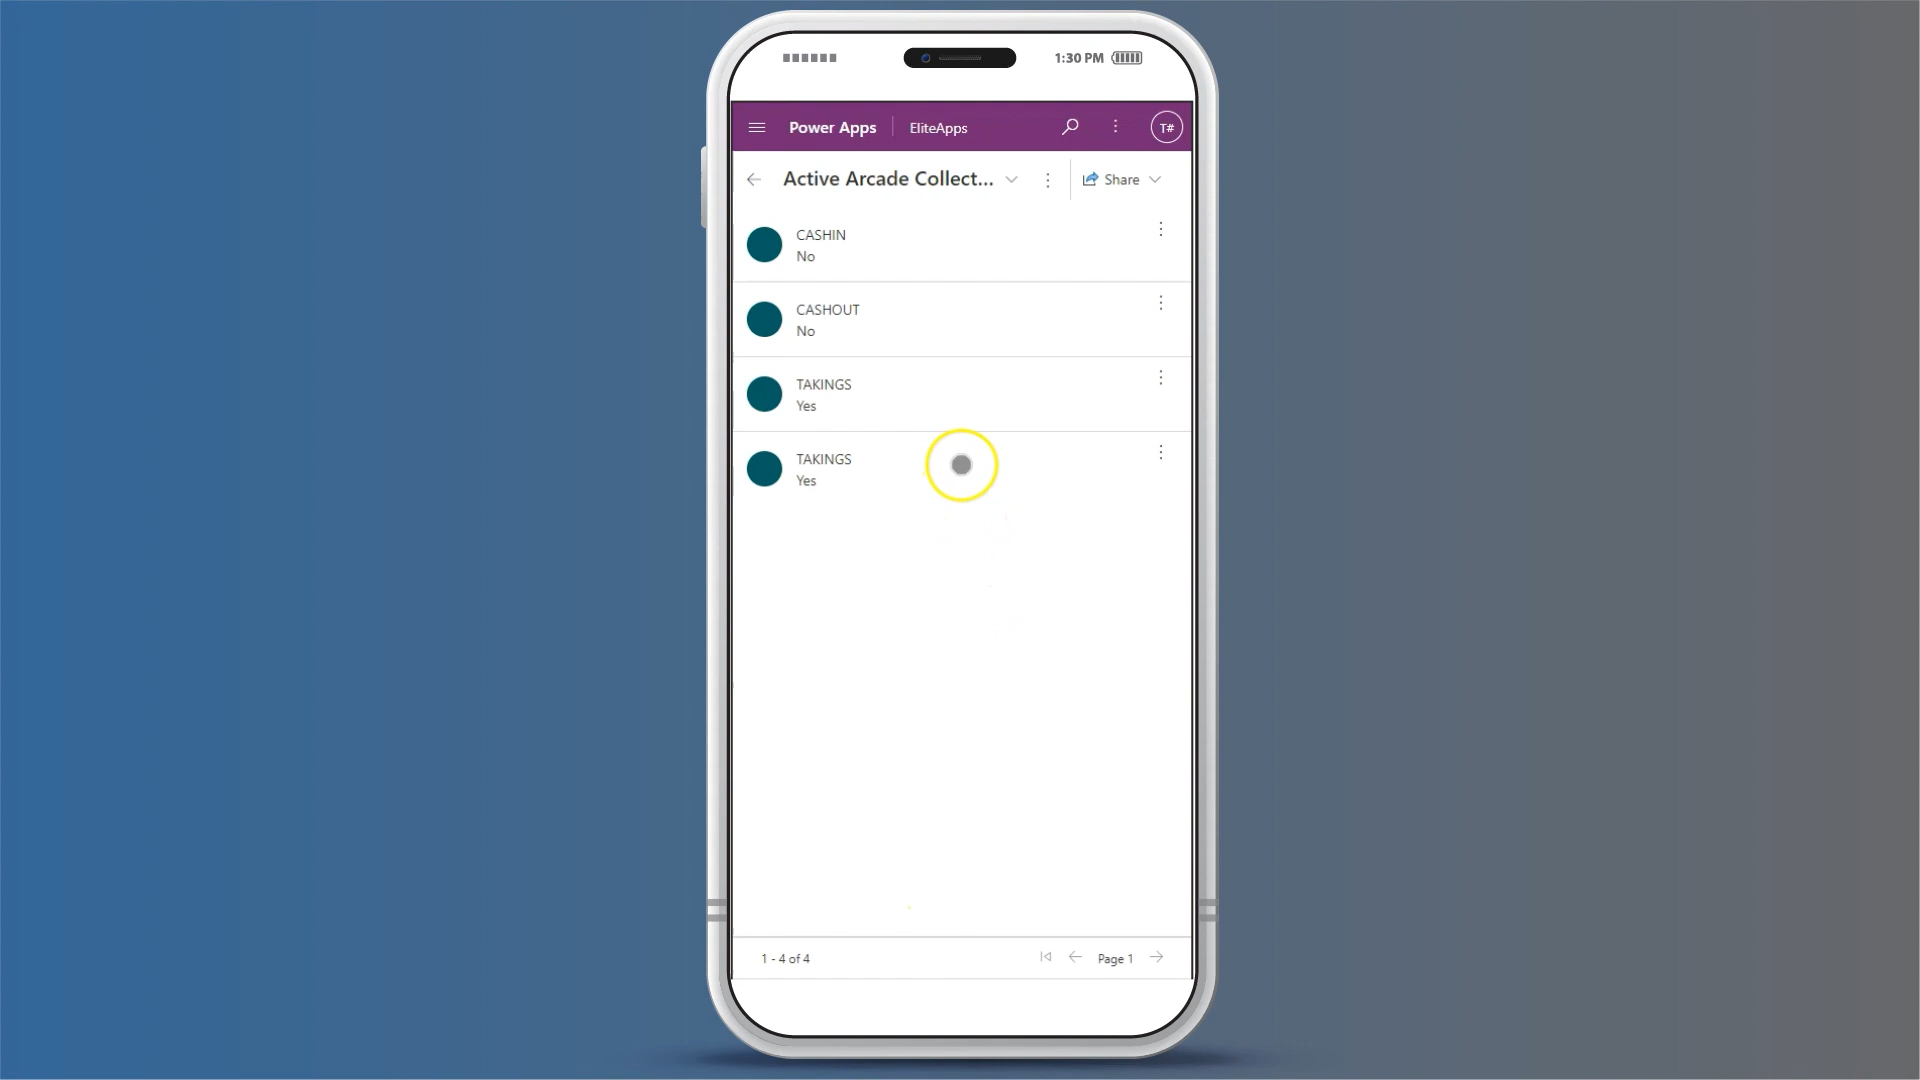 1:30 PM
Power Apps EliteApps T#
Active Arcade Collect... Share
CASHIN
No
CASHOUT
No
TAKINGS
Yes
TAKINGS
Yes
1 - 4 of 4 Page 1